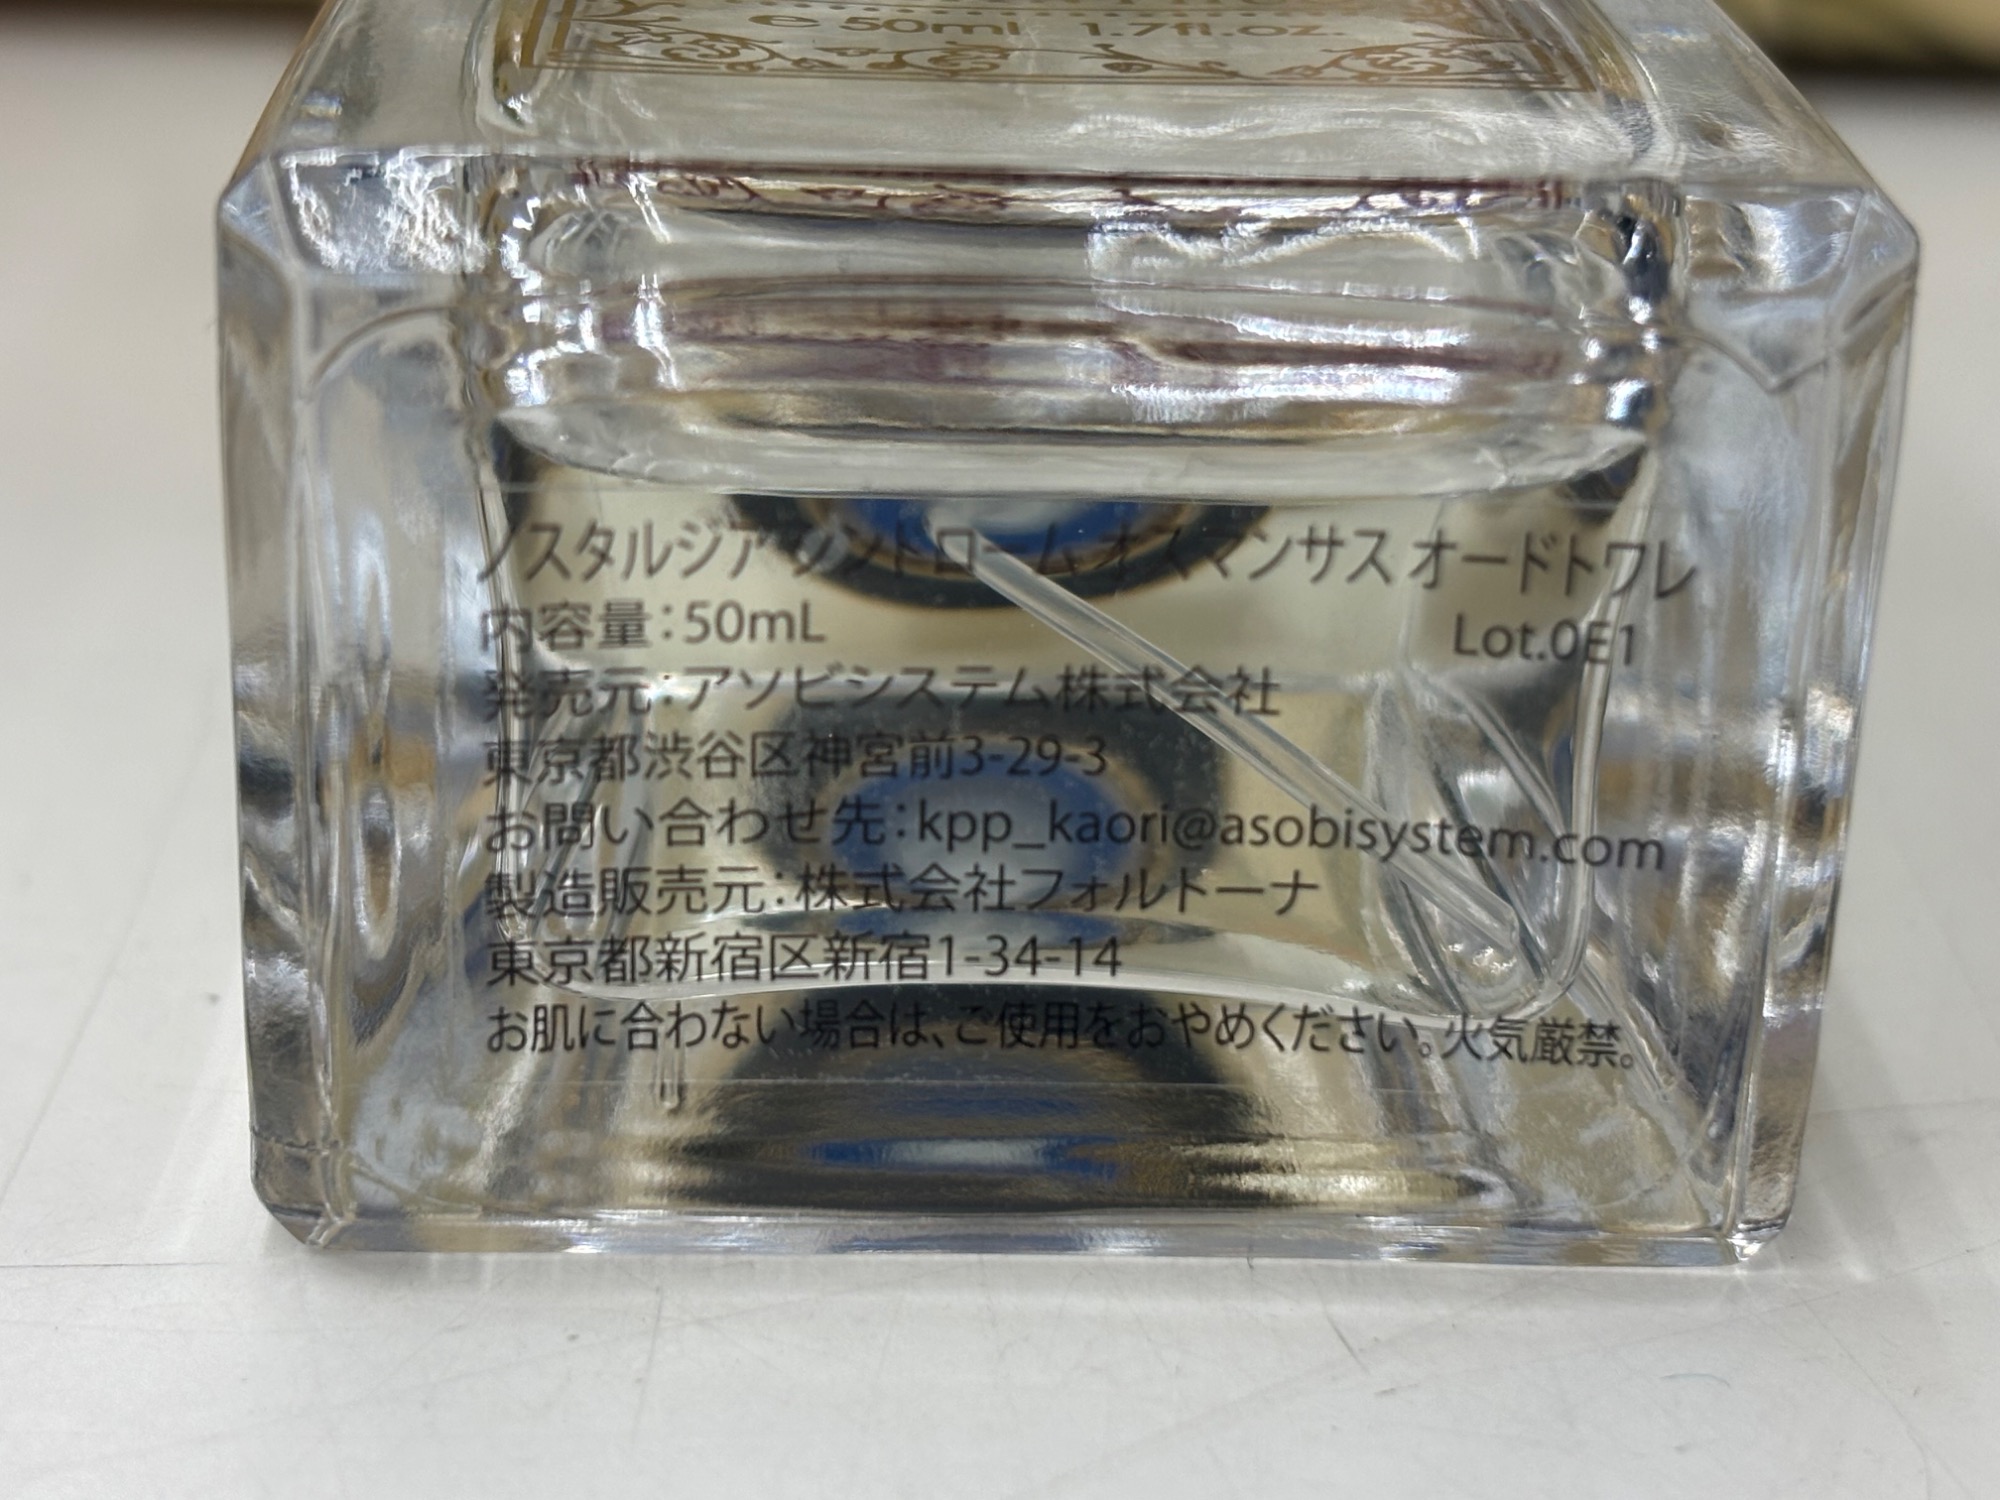 e 50ml 1.7fl.oz.
ノスタルジア サントローム オスマンサス オードトワレ
内容量：50mL Lot.0E1
発売元：アソビシステム株式会社
東京都渋谷区神宮前3-29-3
お問い合わせ先：kpp_kaori@asobisystem.com
製造販売元：株式会社フォルトーナ
東京都新宿区新宿1-34-14
お肌に合わない場合は、ご使用をおやめください。火気厳禁。